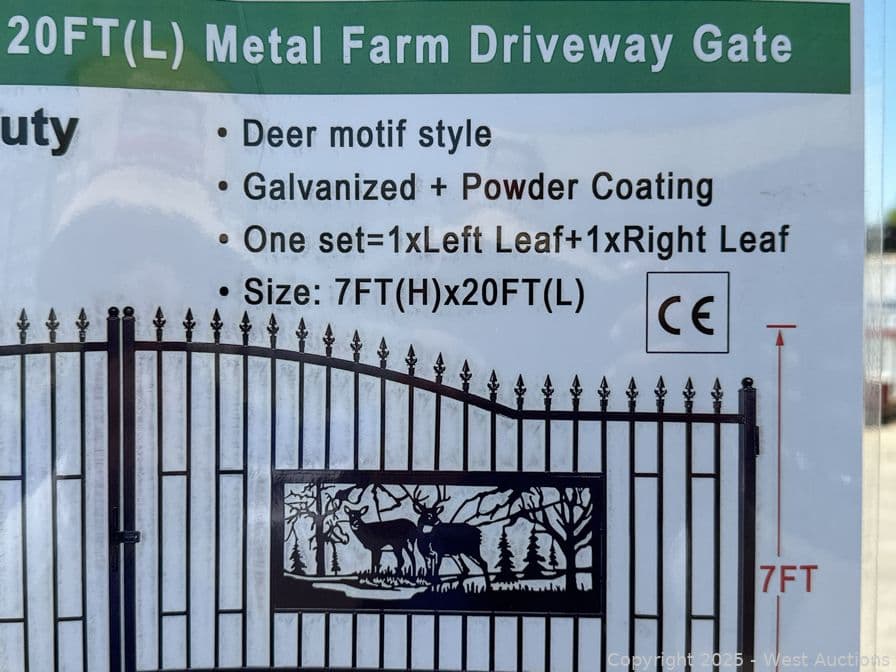 20FT(L) Metal Farm Driveway Gate
uty
• Deer motif style
• Galvanized + Powder Coating
• One set=1xLeft Leaf+1xRight Leaf
• Size: 7FT(H)x20FT(L)
CE
7FT
Copyright 2025 - West Auctions